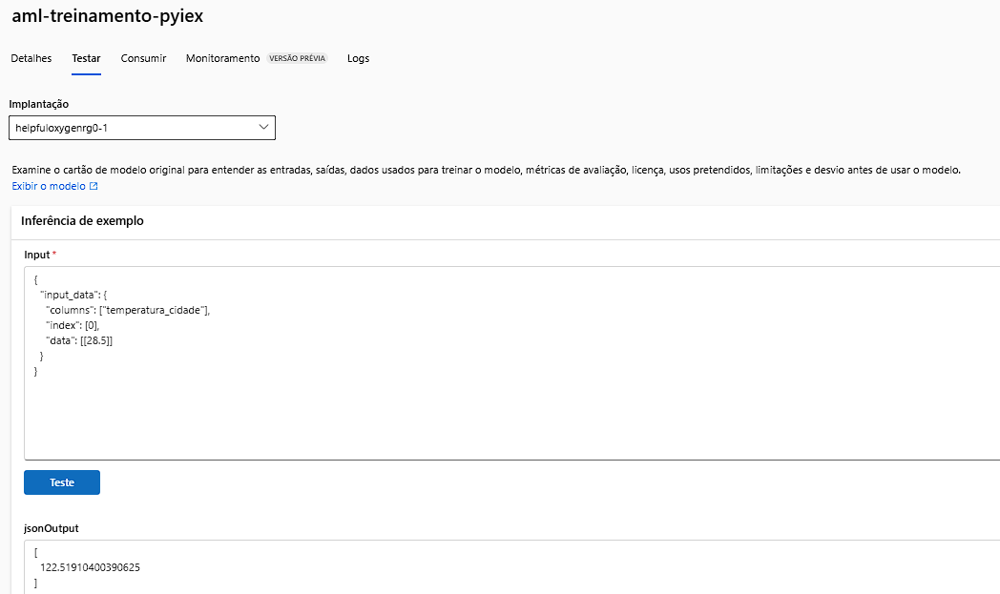 aml-treinamento-pyiex
Detalhes Testar Consumir Monitoramento VERSÃO PRÉVIA Logs
Implantação
helpfuloxygenrg0-1
Examine o cartão de modelo original para entender as entradas, saídas, dados usados para treinar o modelo, métricas de avaliação, licença, usos pretendidos, limitações e desvio antes de usar o modelo.
Exibir o modelo
Inferência de exemplo
Input *
{
"input_data": {
"columns": ["temperatura_cidade"],
"index": [0],
"data": [[28.5]]
}
}
Teste
jsonOutput
[
122.51910400390625
]